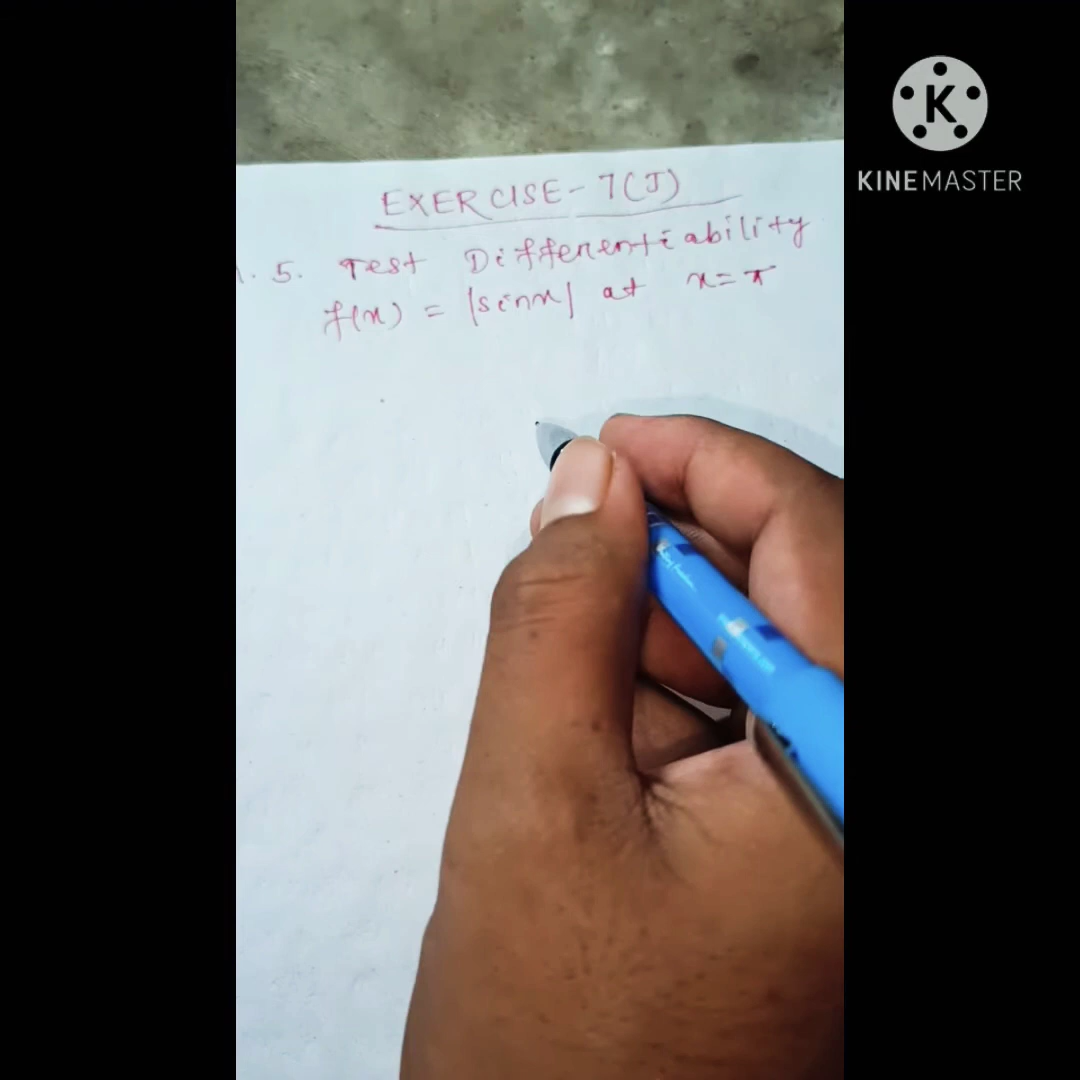 EXERCISE - 7(J)
5. Test Differentiability
f(x) = |sinx| at x = π
K
KINEMASTER